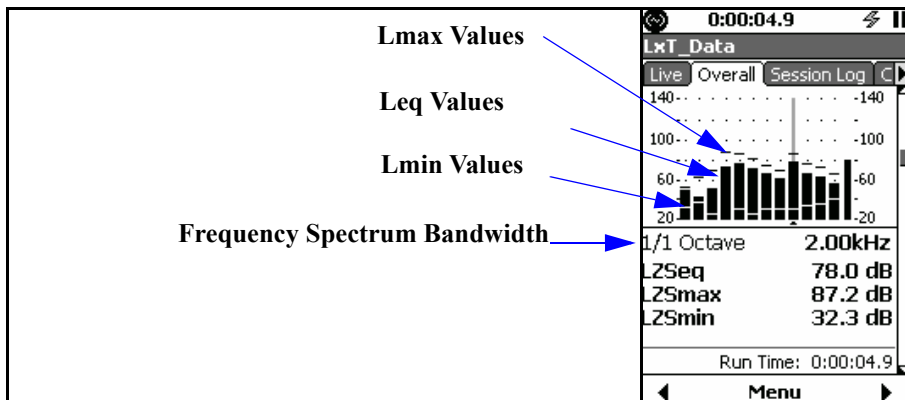 Lmax Values
Leq Values
Lmin Values
Frequency Spectrum Bandwidth
0:00:04.9
LxT_Data
Live Overall Session Log C
140 -140
100 -100
60 -60
20 -20
1/1 Octave 2.00kHz
LZSeq 78.0 dB
LZSmax 87.2 dB
LZSmin 32.3 dB
Run Time: 0:00:04.9
Menu